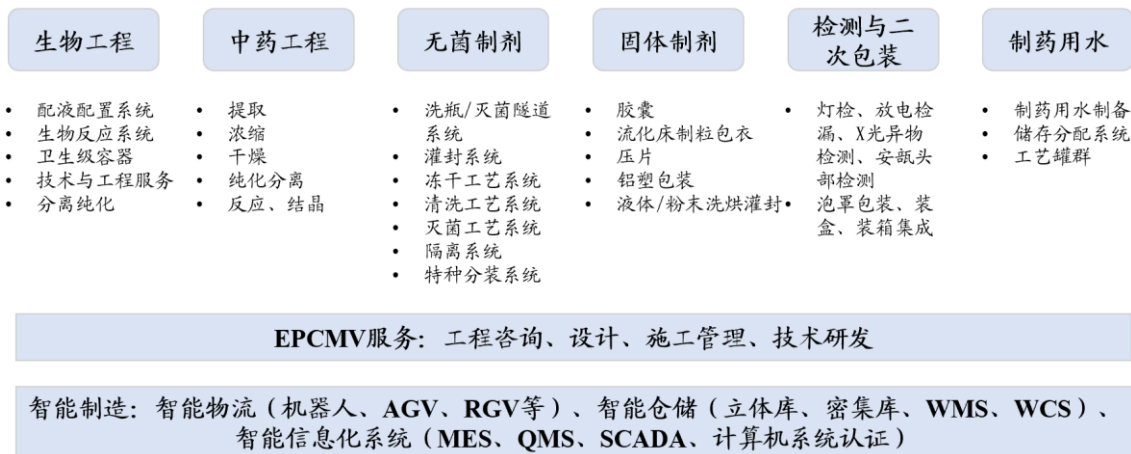 生物工程
• 配液配置系统
• 生物反应系统
• 卫生级容器
• 技术与工程服务
• 分离纯化
中药工程
• 提取
• 浓缩
• 干燥
• 纯化分离
• 反应、结晶
无菌制剂
• 洗瓶/灭菌隧道
系统
• 灌封系统
• 冻干工艺系统
• 清洗工艺系统
• 灭菌工艺系统
• 隔离系统
• 特种分装系统
固体制剂
• 胶囊
• 流化床制粒包衣
• 压片
• 铝塑包装
• 液体/粉末洗烘灌封
检测与二
次包装
• 灯检、放电检
漏、X光异物
检测、安瓿头
部检测
• 泡罩包装、装
盒、装箱集成
制药用水
• 制药用水制备
• 储存分配系统
• 工艺罐群
EPCMV服务：工程咨询、设计、施工管理、技术研发
智能制造：智能物流（机器人、AGV、RGV等）、智能仓储（立体库、密集库、WMS、WCS）、
智能信息化系统（MES、QMS、SCADA、计算机系统认证）